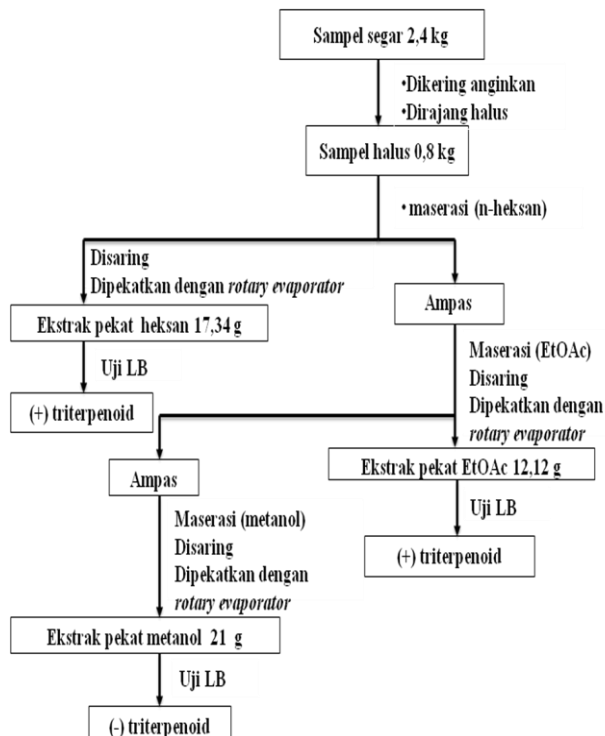 Sampel segar 2,4 kg
•Dikering anginkan
•Dirajang halus
Sampel halus 0,8 kg
• maserasi (n-heksan)
Disaring
Dipekatkan dengan rotary evaporator
Ekstrak pekat heksan 17,34 g
Uji LB
(+) triterpenoid
Ampas
Maserasi (EtOAc)
Disaring
Dipekatkan dengan
rotary evaporator
Ekstrak pekat EtOAc 12,12 g
Uji LB
(+) triterpenoid
Ampas
Maserasi (metanol)
Disaring
Dipekatkan dengan
rotary evaporator
Ekstrak pekat metanol 21 g
Uji LB
(-) triterpenoid